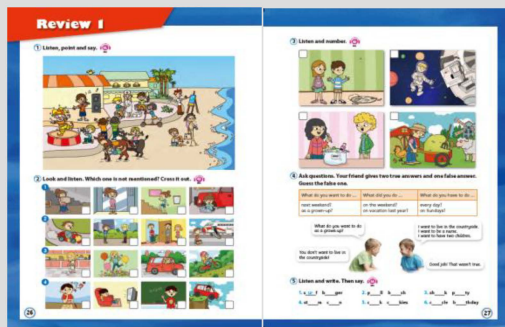 Review 1
1 Listen, point and say.
2 Look and listen. Which one is not mentioned? Cross it out.
1
2
3
4
26
3 Listen and number.
4 Ask questions. Your friend gives two true answers and one false answer.
Guess the false one.
What do you want to do ...
What did you do ...
What do you have to do ...
next weekend?
as a grown-up?
on the weekend?
on vacation last year?
every day?
on Sundays?
What do you want to do
as a grown-up?
I want to live in the countryside.
I want to be a nurse.
I want to have two children.
You don't want to live in
the countryside!
Good job! That wasn't true.
5 Listen and write. Then say.
27